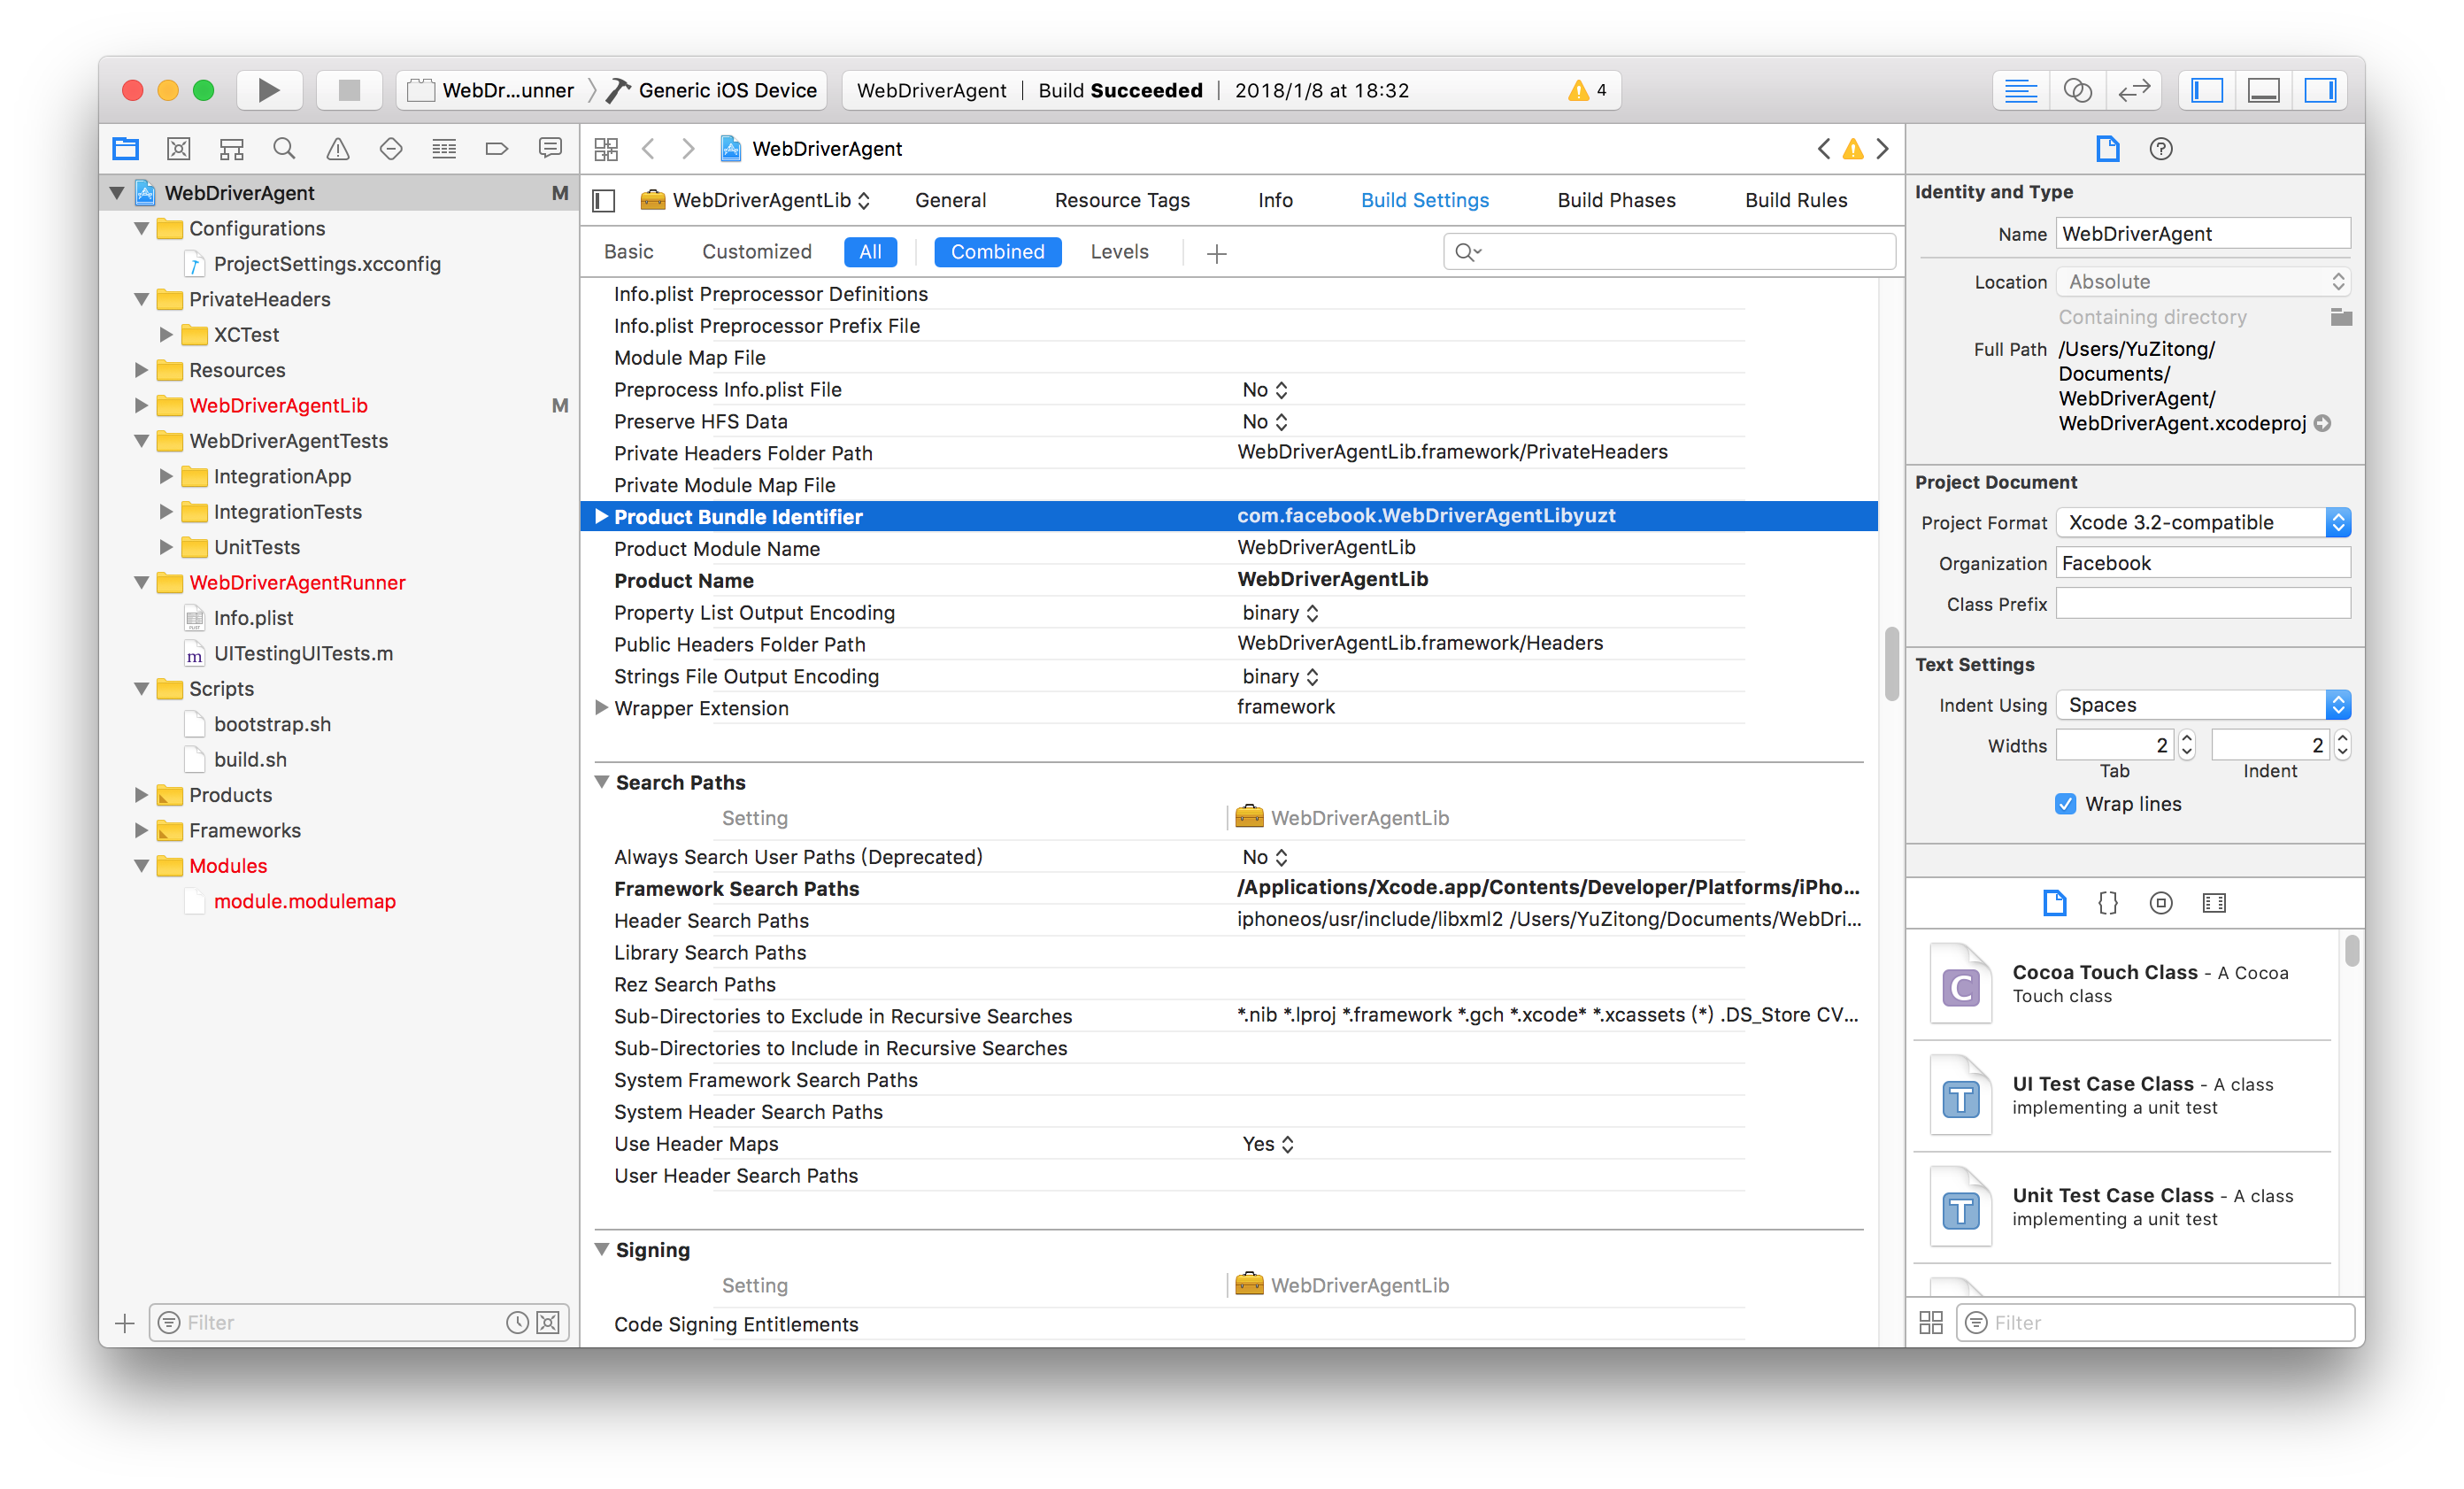 WebDr...unner Generic iOS Device
WebDriverAgent | Build Succeeded | 2018/1/8 at 18:32
4
WebDriverAgent M
Configurations
ProjectSettings.xcconfig
PrivateHeaders
XCTest
Resources
WebDriverAgentLib M
WebDriverAgentTests
IntegrationApp
IntegrationTests
UnitTests
WebDriverAgentRunner
Info.plist
UITestingUITests.m
Scripts
bootstrap.sh
build.sh
Products
Frameworks
Modules
module.modulemap
Filter
WebDriverAgent
WebDriverAgentLib General Resource Tags Info Build Settings Build Phases Build Rules
Basic Customized All Combined Levels
Info.plist Preprocessor Definitions
Info.plist Preprocessor Prefix File
Module Map File
Preprocess Info.plist File No
Preserve HFS Data No
Private Headers Folder Path WebDriverAgentLib.framework/PrivateHeaders
Private Module Map File
Product Bundle Identifier com.facebook.WebDriverAgentLibyuzt
Product Module Name WebDriverAgentLib
Product Name WebDriverAgentLib
Property List Output Encoding binary
Public Headers Folder Path WebDriverAgentLib.framework/Headers
Strings File Output Encoding binary
Wrapper Extension framework
Search Paths
Setting WebDriverAgentLib
Always Search User Paths (Deprecated) No
Framework Search Paths /Applications/Xcode.app/Contents/Developer/Platforms/iPho...
Header Search Paths iphoneos/usr/include/libxml2 /Users/YuZitong/Documents/WebDri...
Library Search Paths
Rez Search Paths
Sub-Directories to Exclude in Recursive Searches *.nib *.lproj *.framework *.gch *.xcode* *.xcassets (*) .DS_Store CV...
Sub-Directories to Include in Recursive Searches
System Framework Search Paths
System Header Search Paths
Use Header Maps Yes
User Header Search Paths
Signing
Setting WebDriverAgentLib
Code Signing Entitlements
Identity and Type
Name WebDriverAgent
Location Absolute
Containing directory
Full Path /Users/YuZitong/
Documents/
WebDriverAgent/
WebDriverAgent.xcodeproj
Project Document
Project Format Xcode 3.2-compatible
Organization Facebook
Class Prefix
Text Settings
Indent Using Spaces
Widths 2 2
Tab Indent
Wrap lines
C
Cocoa Touch Class - A Cocoa
Touch class
T
UI Test Case Class - A class
implementing a unit test
T
Unit Test Case Class - A class
implementing a unit test
Filter